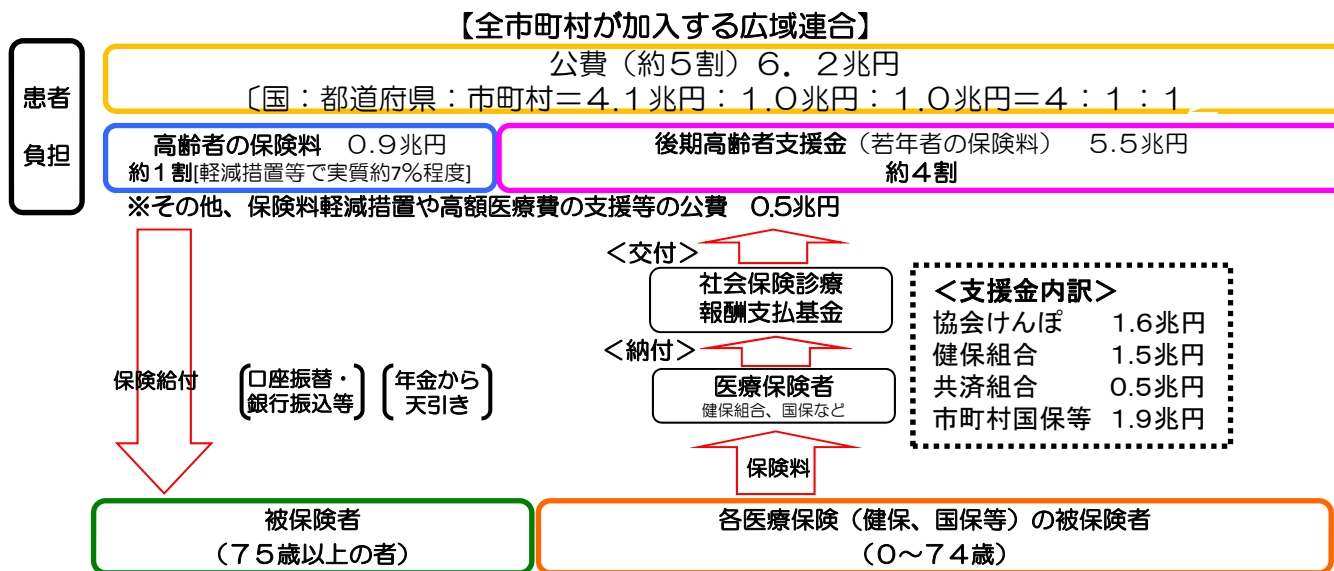 【全市町村が加入する広域連合】
患者
負担
公費（約５割）６．２兆円
〔国：都道府県：市町村＝４.１兆円：１.０兆円：１.０兆円＝４：１：１
高齢者の保険料　０.９兆円
約１割[軽減措置等で実質約7％程度]
後期高齢者支援金（若年者の保険料）　５.５兆円
約４割
※その他、保険料軽減措置や高額医療費の支援等の公費　０.５兆円
＜交付＞
社会保険診療
報酬支払基金
＜納付＞
医療保険者
健保組合、国保など
保険料
＜支援金内訳＞
協会けんぽ　１.６兆円
健保組合　１.５兆円
共済組合　０.５兆円
市町村国保等　１.９兆円
保険給付
口座振替・
銀行振込等
年金から
天引き
被保険者
（７５歳以上の者）
各医療保険（健保、国保等）の被保険者
（０～７４歳）